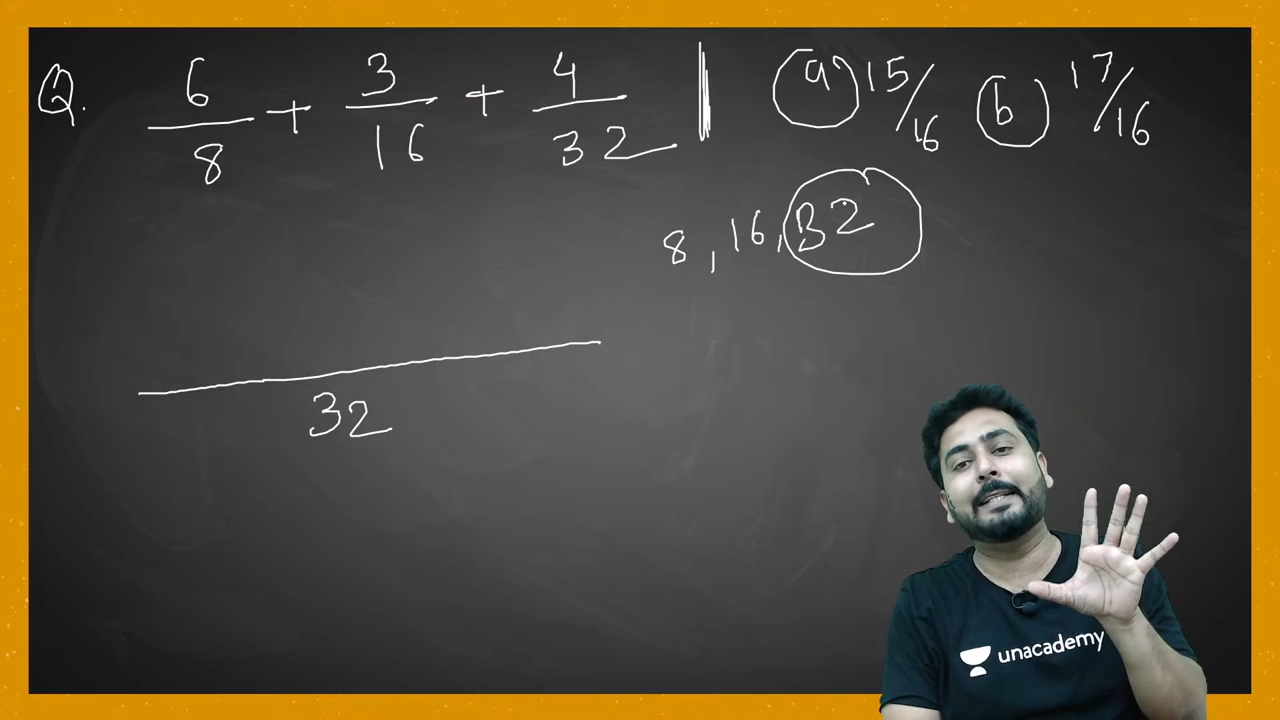 Q. 6/8 + 3/16 + 4/32 | (a) 15/16 (b) 17/16
8, 16, 32
32
unacademy